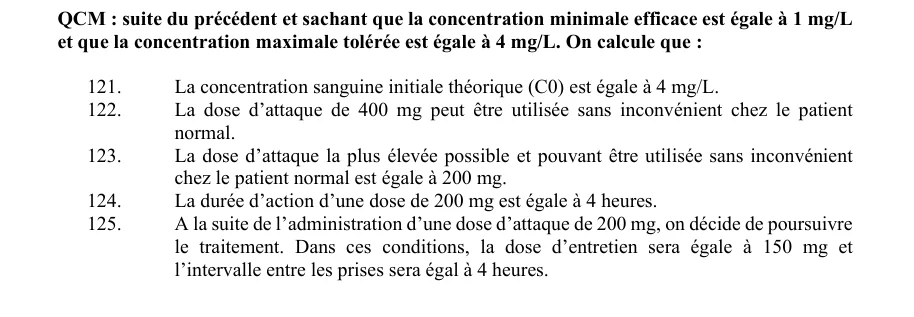 QCM : suite du précédent et sachant que la concentration minimale efficace est égale à 1 mg/L
et que la concentration maximale tolérée est égale à 4 mg/L. On calcule que :
121. La concentration sanguine initiale théorique (C0) est égale à 4 mg/L.
122. La dose d'attaque de 400 mg peut être utilisée sans inconvénient chez le patient
normal.
123. La dose d'attaque la plus élevée possible et pouvant être utilisée sans inconvénient
chez le patient normal est égale à 200 mg.
124. La durée d'action d'une dose de 200 mg est égale à 4 heures.
125. A la suite de l'administration d'une dose d'attaque de 200 mg, on décide de poursuivre
le traitement. Dans ces conditions, la dose d'entretien sera égale à 150 mg et
l'intervalle entre les prises sera égal à 4 heures.